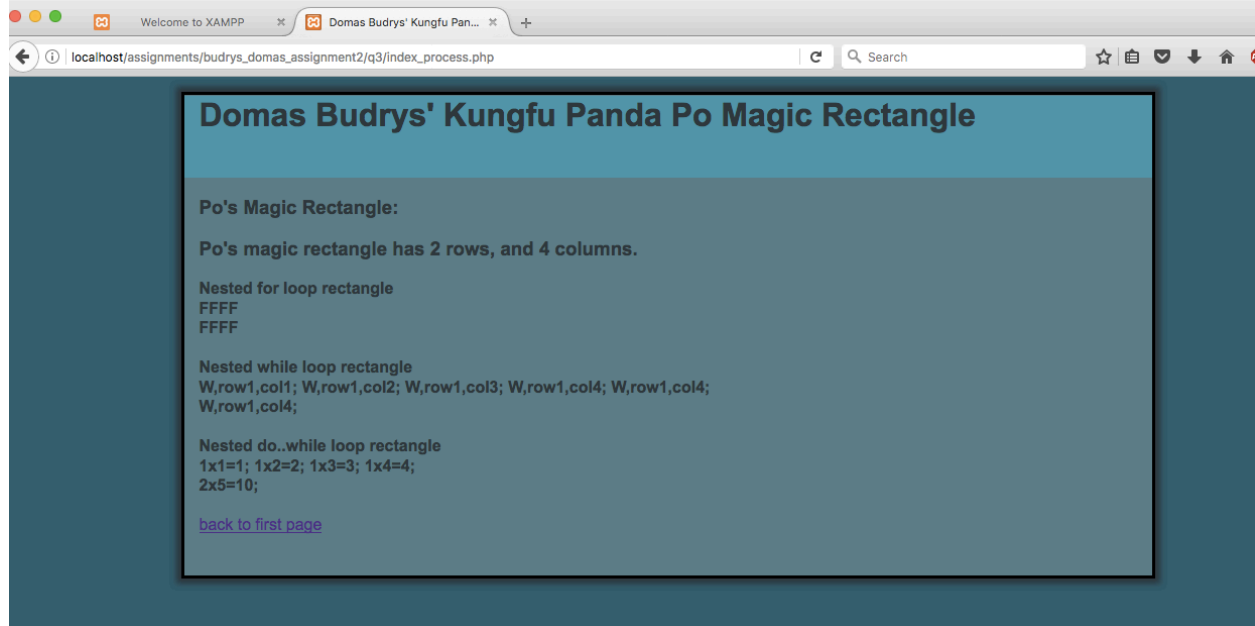 Welcome to XAMPP
Domas Budrys' Kungfu Pan...
localhost/assignments/budrys_domas_assignment2/q3/index_process.php
Search
Domas Budrys' Kungfu Panda Po Magic Rectangle
Po's Magic Rectangle:
Po's magic rectangle has 2 rows, and 4 columns.
Nested for loop rectangle
FFFF
FFFF
Nested while loop rectangle
W,row1,col1; W,row1,col2; W,row1,col3; W,row1,col4; W,row1,col4;
W,row1,col4;
Nested do..while loop rectangle
1x1=1; 1x2=2; 1x3=3; 1x4=4;
2x5=10;
back to first page